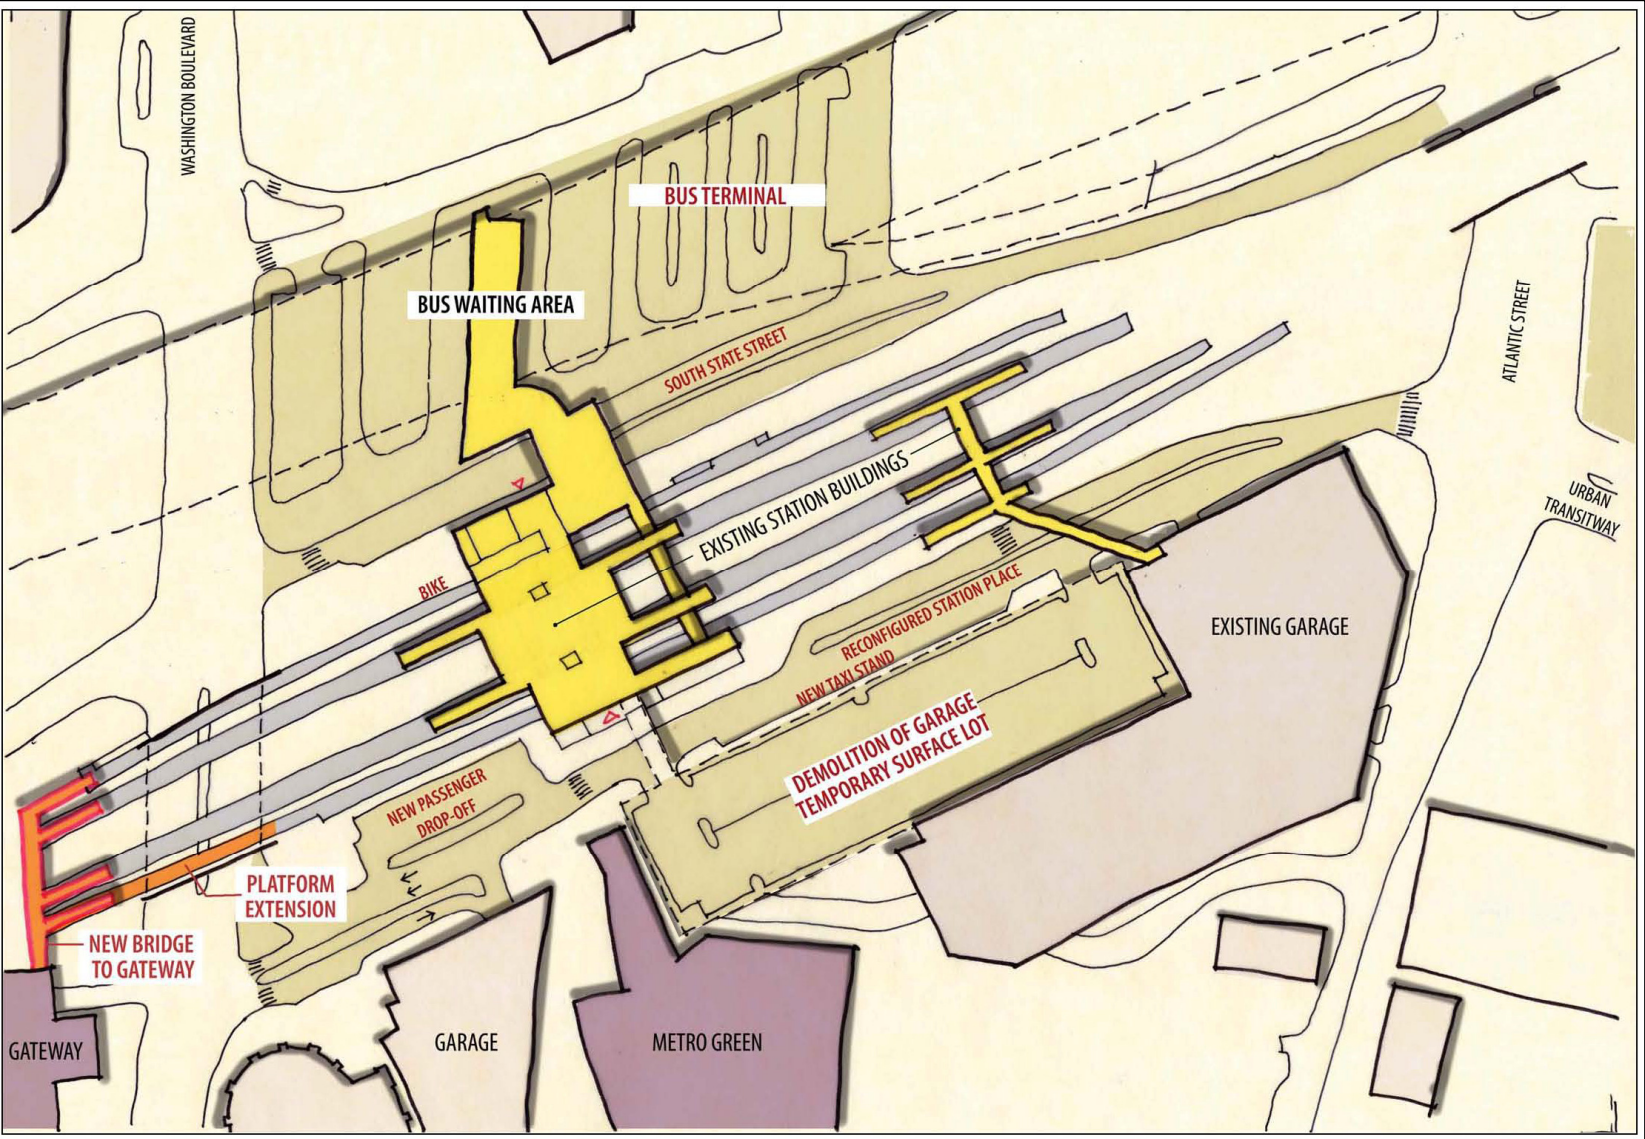 WASHINGTON BOULEVARD
BUS TERMINAL
BUS WAITING AREA
SOUTH STATE STREET
ATLANTIC STREET
EXISTING STATION BUILDINGS
URBAN
TRANSITWAY
BIKE
RECONFIGURED STATION PLACE
NEW TAXI STAND
EXISTING GARAGE
DEMOLITION OF GARAGE
TEMPORARY SURFACE LOT
NEW PASSENGER
DROP-OFF
PLATFORM
EXTENSION
NEW BRIDGE
TO GATEWAY
GATEWAY
GARAGE
METRO GREEN